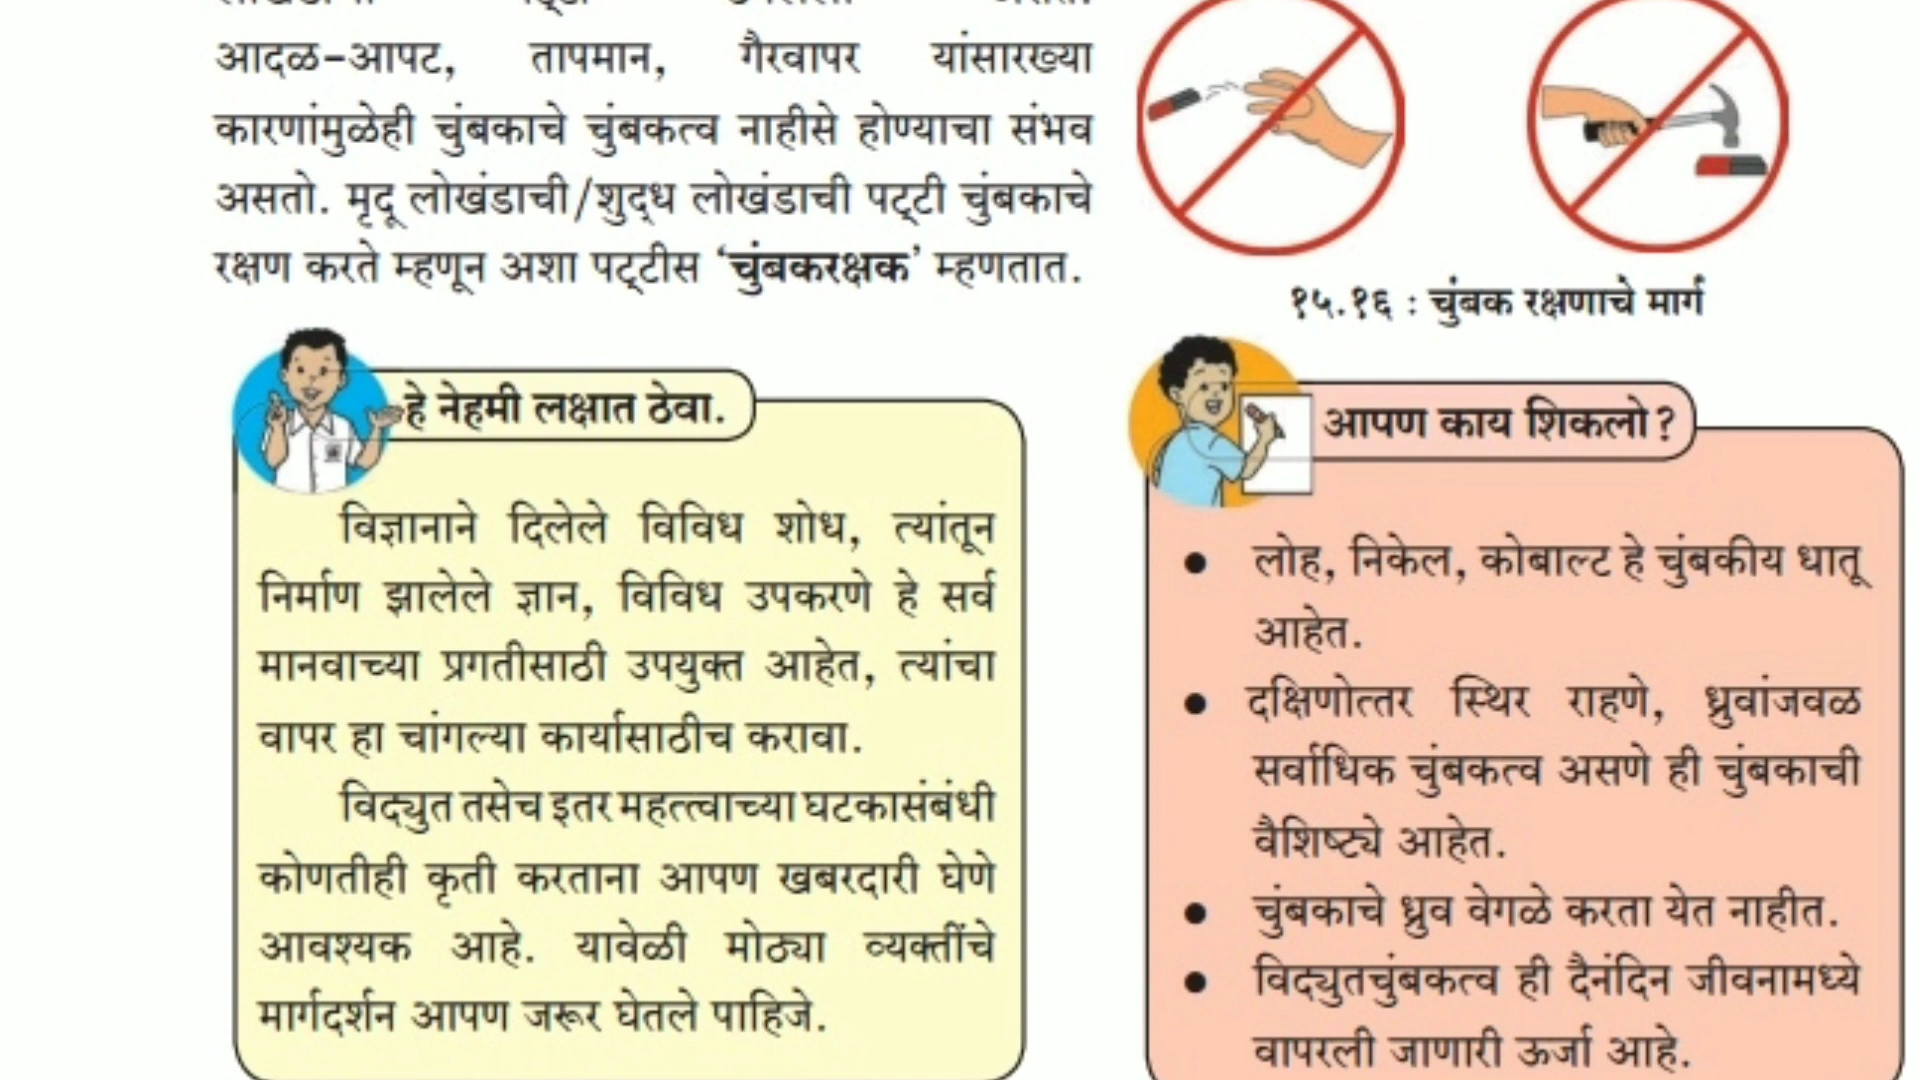 आदळ-आपट, तापमान, गैरवापर यांसारख्या
कारणांमुळेही चुंबकाचे चुंबकत्व नाहीसे होण्याचा संभव
असतो. मृदू लोखंडाची/शुद्ध लोखंडाची पट्टी चुंबकाचे
रक्षण करते म्हणून अशा पट्टीस ‘चुंबकरक्षक’ म्हणतात.
१५.१६ : चुंबक रक्षणाचे मार्ग
हे नेहमी लक्षात ठेवा.
विज्ञानाने दिलेले विविध शोध, त्यांतून
निर्माण झालेले ज्ञान, विविध उपकरणे हे सर्व
मानवाच्या प्रगतीसाठी उपयुक्त आहेत, त्यांचा
वापर हा चांगल्या कार्यासाठीच करावा.
विद्युत तसेच इतर महत्त्वाच्या घटकासंबंधी
कोणतीही कृती करताना आपण खबरदारी घेणे
आवश्यक आहे. यावेळी मोठ्या व्यक्तींचे
मार्गदर्शन आपण जरूर घेतले पाहिजे.
आपण काय शिकलो?
● लोह, निकेल, कोबाल्ट हे चुंबकीय धातू
आहेत.
● दक्षिणोत्तर स्थिर राहणे, ध्रुवांजवळ
सर्वाधिक चुंबकत्व असणे ही चुंबकाची
वैशिष्ट्ये आहेत.
● चुंबकाचे ध्रुव वेगळे करता येत नाहीत.
● विद्युतचुंबकत्व ही दैनंदिन जीवनामध्ये
वापरली जाणारी ऊर्जा आहे.